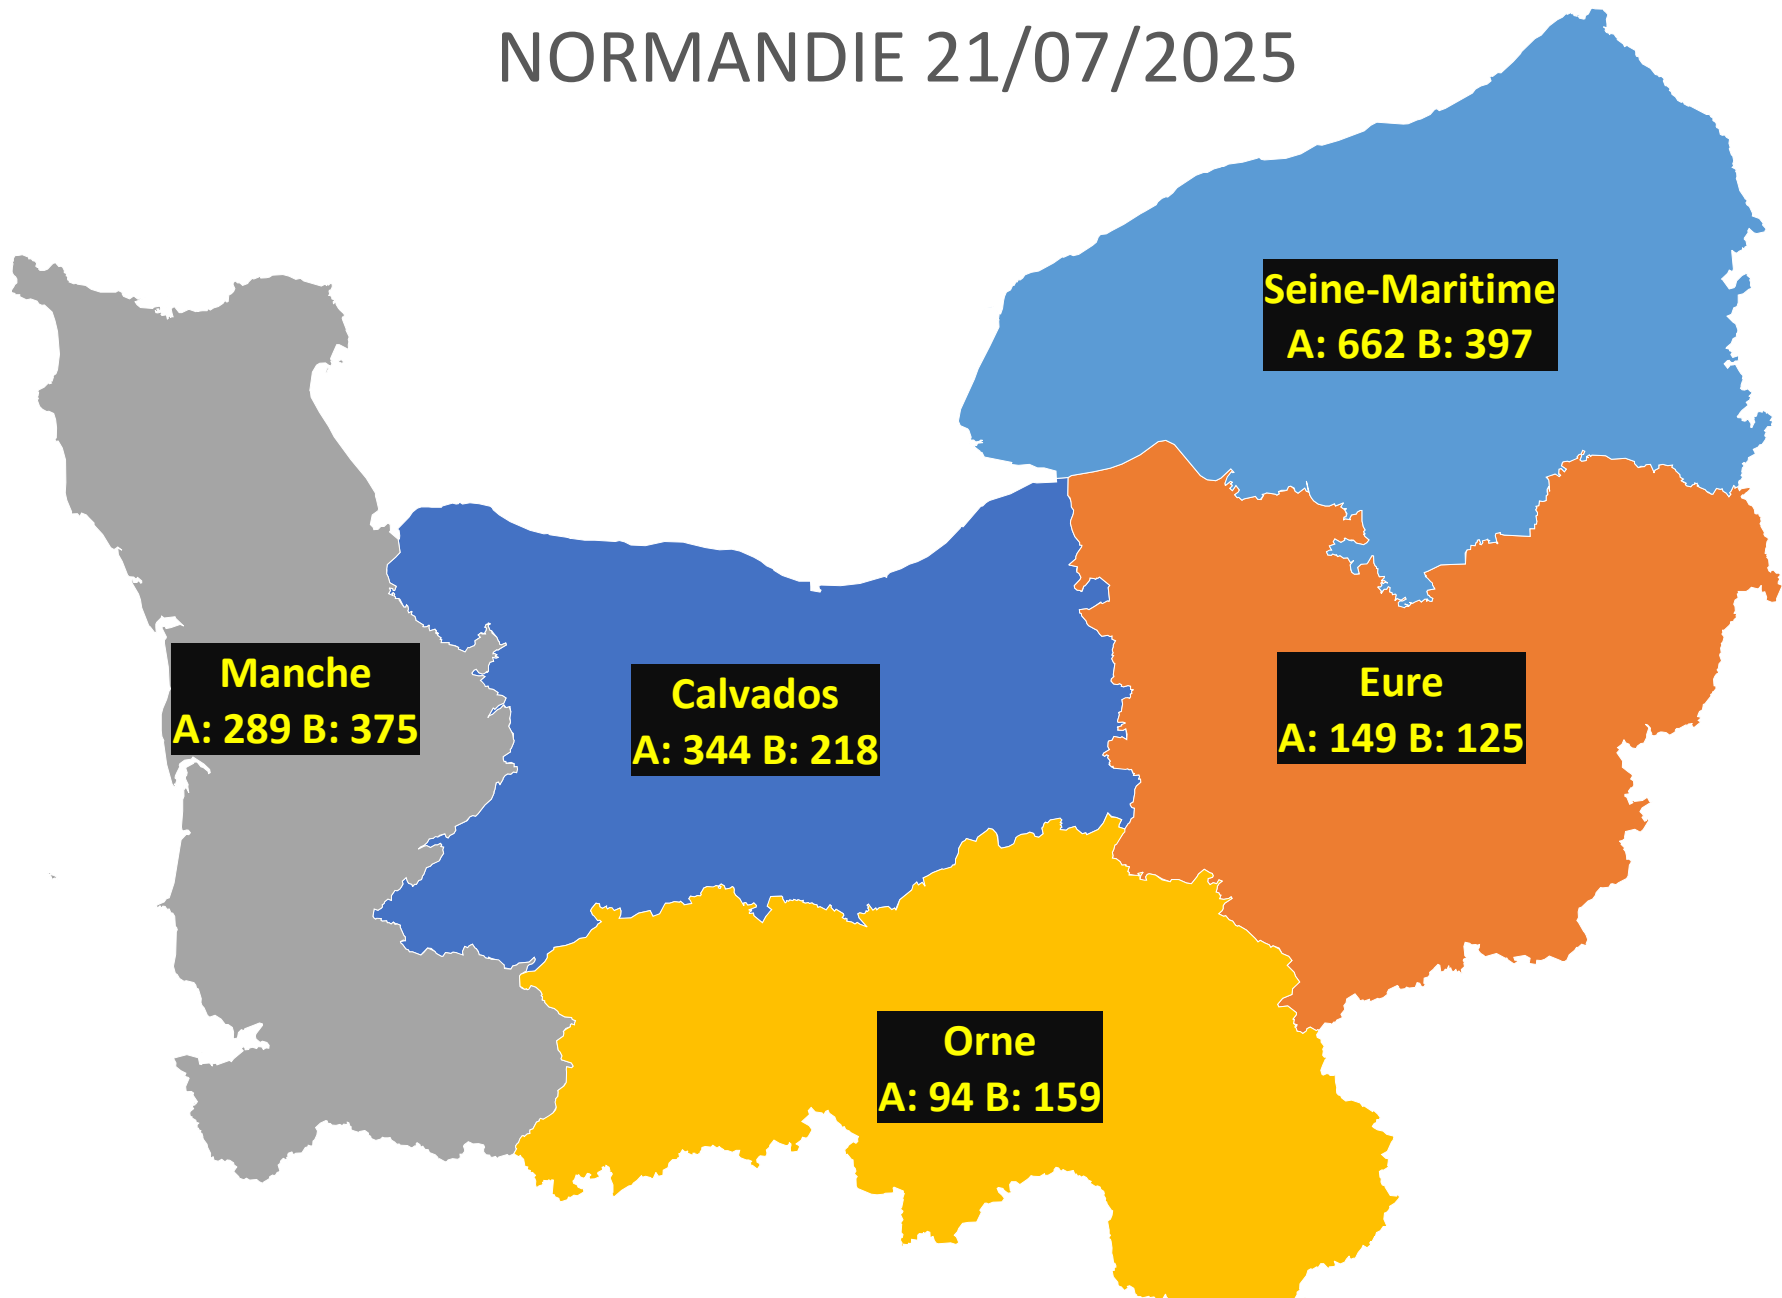 NORMANDIE 21/07/2025
Seine-Maritime
A: 662 B: 397
Manche
A: 289 B: 375
Calvados
A: 344 B: 218
Eure
A: 149 B: 125
Orne
A: 94 B: 159